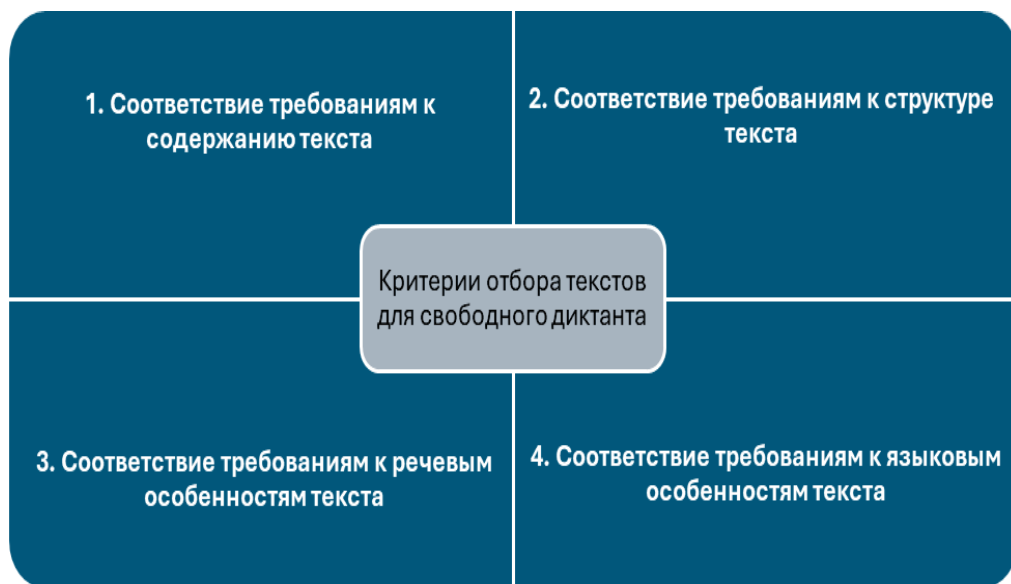 1. Соответствие требованиям к
содержанию текста
2. Соответствие требованиям к структуре
текста
Критерии отбора текстов
для свободного диктанта
3. Соответствие требованиям к речевым
особенностям текста
4. Соответствие требованиям к языковым
особенностям текста